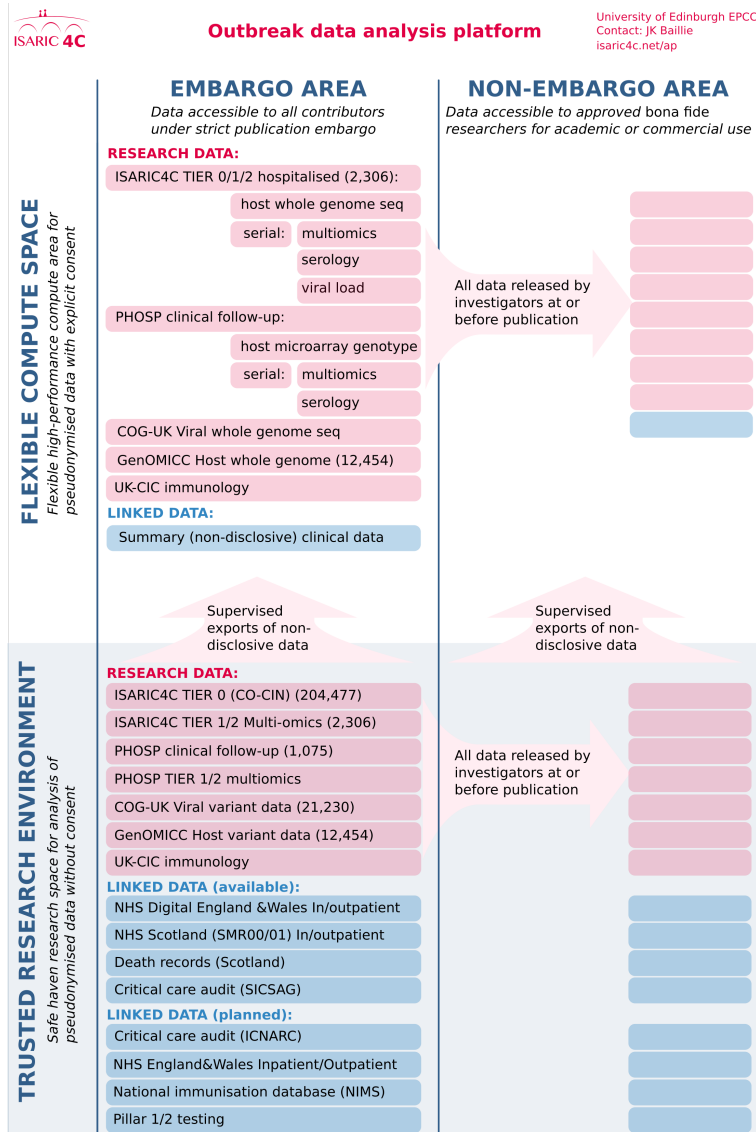 ISARIC 4C
Outbreak data analysis platform
University of Edinburgh EPCC
Contact: JK Baillie
isaric4c.net/ap
EMBARGO AREA
Data accessible to all contributors
under strict publication embargo
NON-EMBARGO AREA
Data accessible to approved bona fide
researchers for academic or commercial use
FLEXIBLE COMPUTE SPACE
Flexible high-performance compute area for
pseudonymised data with explicit consent
RESEARCH DATA:
ISARIC4C TIER 0/1/2 hospitalised (2,306):
host whole genome seq
serial: multiomics
serology
viral load
PHOSP clinical follow-up:
host microarray genotype
serial: multiomics
serology
COG-UK Viral whole genome seq
GenOMICC Host whole genome (12,454)
UK-CIC immunology
LINKED DATA:
Summary (non-disclosive) clinical data
All data released by
investigators at or
before publication
Supervised
exports of non-
disclosive data
Supervised
exports of non-
disclosive data
TRUSTED RESEARCH ENVIRONMENT
Safe haven research space for analysis of
pseudonymised data without consent
RESEARCH DATA:
ISARIC4C TIER 0 (CO-CIN) (204,477)
ISARIC4C TIER 1/2 Multi-omics (2,306)
PHOSP clinical follow-up (1,075)
PHOSP TIER 1/2 multiomics
COG-UK Viral variant data (21,230)
GenOMICC Host variant data (12,454)
UK-CIC immunology
All data released by
investigators at or
before publication
LINKED DATA (available):
NHS Digital England &Wales In/outpatient
NHS Scotland (SMR00/01) In/outpatient
Death records (Scotland)
Critical care audit (SICSAG)
LINKED DATA (planned):
Critical care audit (ICNARC)
NHS England&Wales Inpatient/Outpatient
National immunisation database (NIMS)
Pillar 1/2 testing